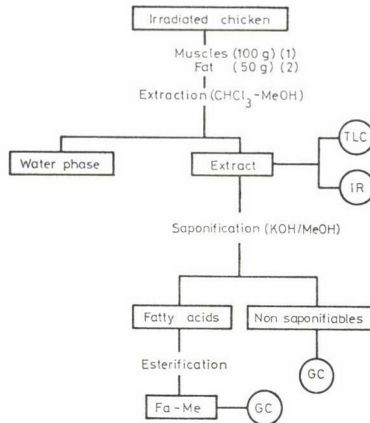 Irradiated chicken
Muscles (100 g) (1)
Fat (50 g) (2)
Extraction (CHCl3-MeOH)
TLC
Water phase
Extract
IR
Saponification (KOH/MeOH)
Fatty acids
Non saponifiables
Esterification
GC
Fa-Me
GC